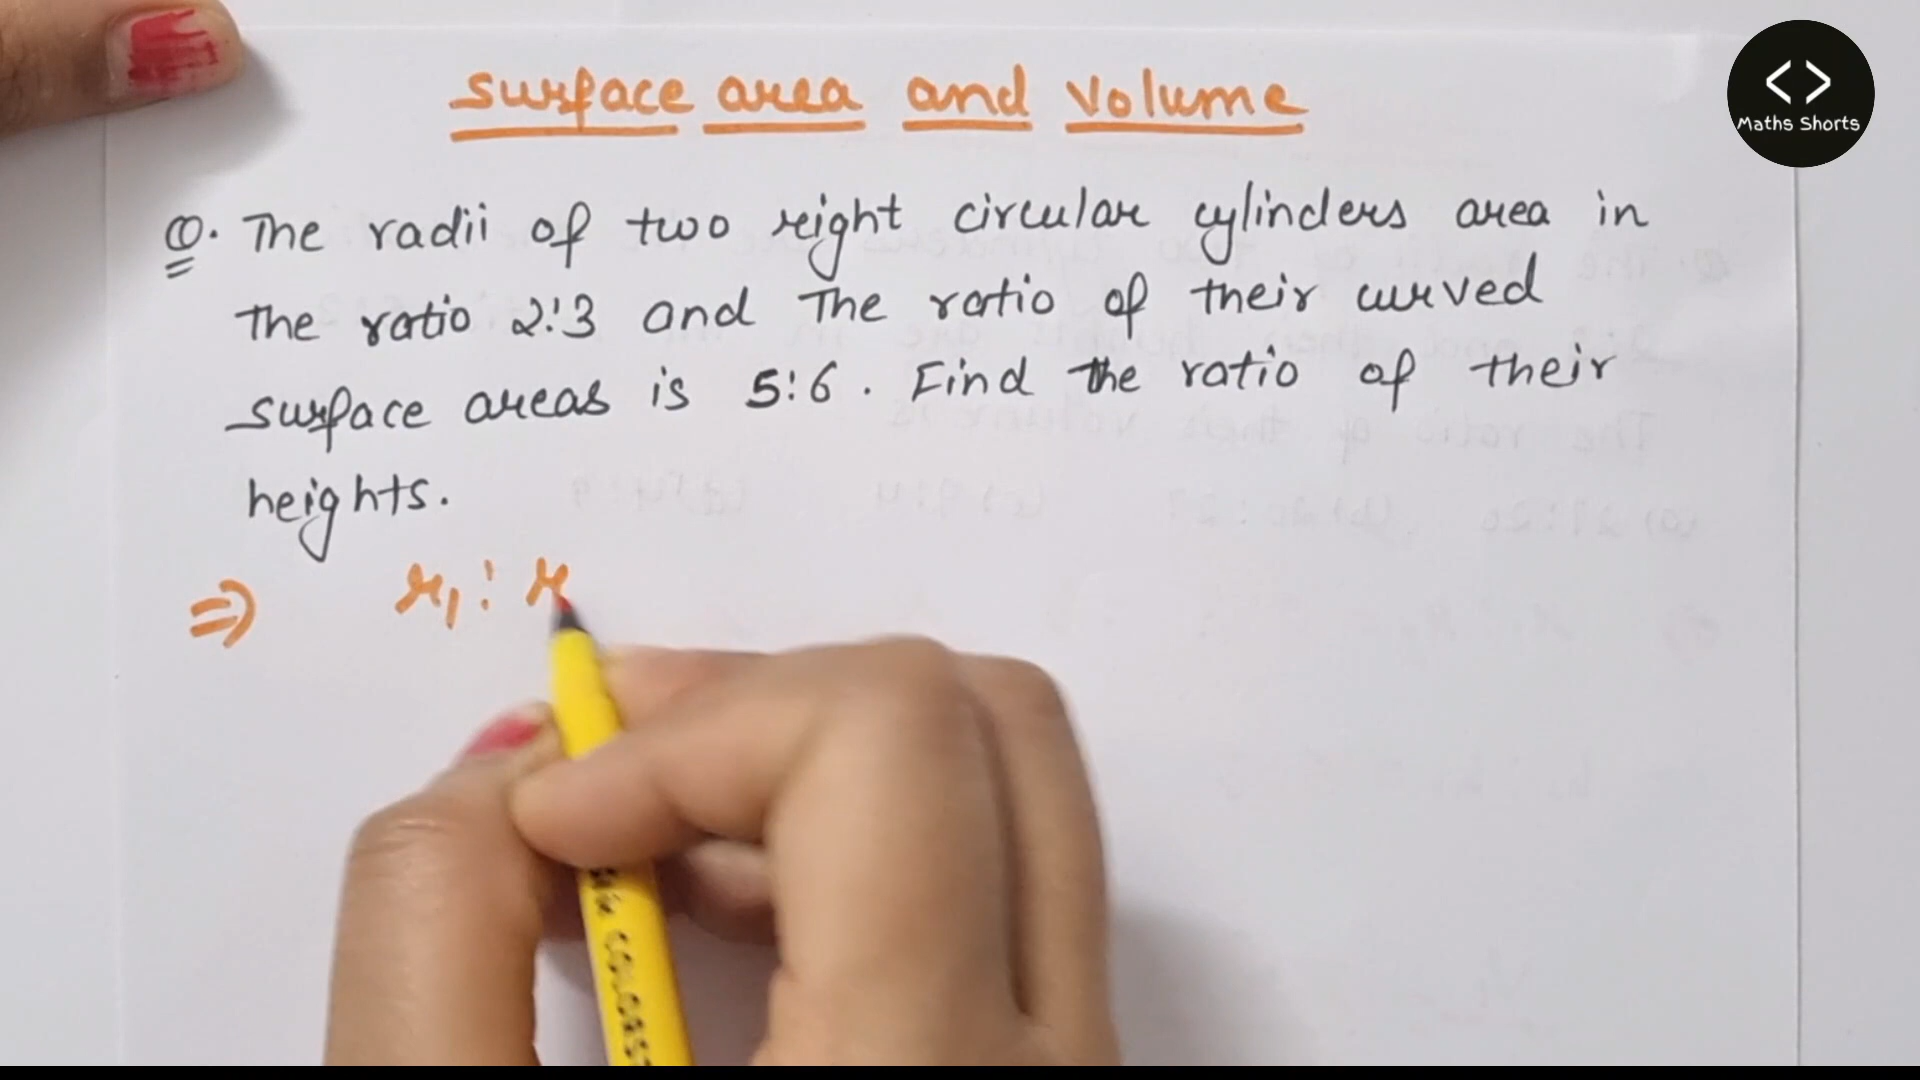 surface area and volume
<>
Maths Shorts
Q. The radii of two right circular cylinders area in
the ratio 2:3 and The ratio of their curved
surface areas is 5:6. Find the ratio of their
heights.
⇒ r₁ : r